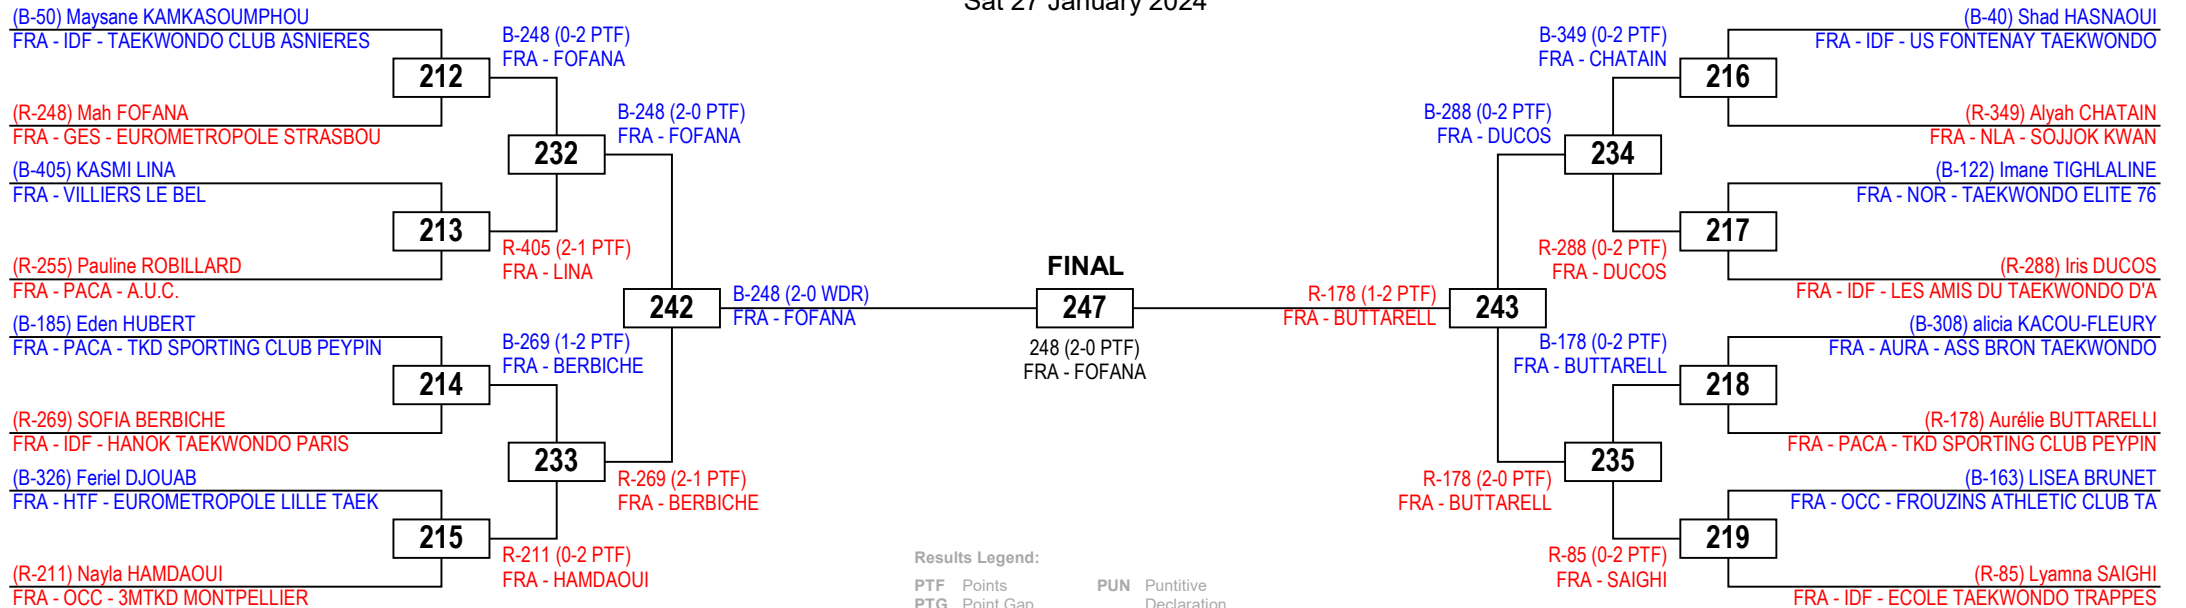 Sat 27 January 2024
(B-50) Maysane KAMKASOUMPHOU
FRA - IDF - TAEKWONDO CLUB ASNIERES
212
(R-248) Mah FOFANA
FRA - GES - EUROMETROPOLE STRASBOU
(B-405) KASMI LINA
FRA - VILLIERS LE BEL
213
(R-255) Pauline ROBILLARD
FRA - PACA - A.U.C.
(B-185) Eden HUBERT
FRA - PACA - TKD SPORTING CLUB PEYPIN
214
(R-269) SOFIA BERBICHE
FRA - IDF - HANOK TAEKWONDO PARIS
(B-326) Feriel DJOUAB
FRA - HTF - EUROMETROPOLE LILLE TAEK
215
(R-211) Nayla HAMDAOUI
FRA - OCC - 3MTKD MONTPELLIER
B-248 (0-2 PTF)
FRA - FOFANA
232
R-405 (2-1 PTF)
FRA - LINA
B-269 (1-2 PTF)
FRA - BERBICHE
233
R-211 (0-2 PTF)
FRA - HAMDAOUI
B-248 (2-0 PTF)
FRA - FOFANA
242
R-269 (2-1 PTF)
FRA - BERBICHE
B-248 (2-0 WDR)
FRA - FOFANA
FINAL
247
248 (2-0 PTF)
FRA - FOFANA
R-178 (1-2 PTF)
FRA - BUTTARELL
B-288 (0-2 PTF)
FRA - DUCOS
243
R-178 (2-0 PTF)
FRA - BUTTARELL
B-349 (0-2 PTF)
FRA - CHATAIN
234
R-288 (0-2 PTF)
FRA - DUCOS
B-178 (0-2 PTF)
FRA - BUTTARELL
235
R-85 (0-2 PTF)
FRA - SAIGHI
(B-40) Shad HASNAOUI
FRA - IDF - US FONTENAY TAEKWONDO
216
(R-349) Alyah CHATAIN
FRA - NLA - SOJJOK KWAN
(B-122) Imane TIGHLALINE
FRA - NOR - TAEKWONDO ELITE 76
217
(R-288) Iris DUCOS
FRA - IDF - LES AMIS DU TAEKWONDO D'A
(B-308) alicia KACOU-FLEURY
FRA - AURA - ASS BRON TAEKWONDO
218
(R-178) Aurélie BUTTARELLI
FRA - PACA - TKD SPORTING CLUB PEYPIN
(B-163) LISEA BRUNET
FRA - OCC - FROUZINS ATHLETIC CLUB TA
219
(R-85) Lyamna SAIGHI
FRA - IDF - ECOLE TAEKWONDO TRAPPES
Results Legend:
PTF Points PUN Puntitive
PTG Point Gap Declaration